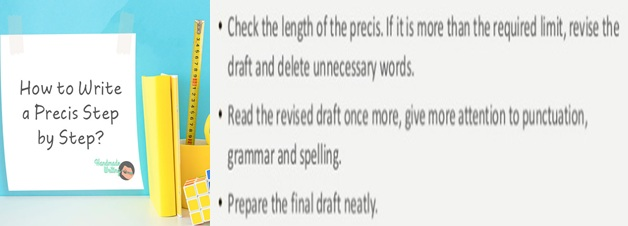 How to Write
a Precis Step
by Step?
Handmade
Writing
• Check the length of the precis. If it is more than the required limit, revise the
draft and delete unnecessary words.
• Read the revised draft once more, give more attention to punctuation,
grammar and spelling.
• Prepare the final draft neatly.